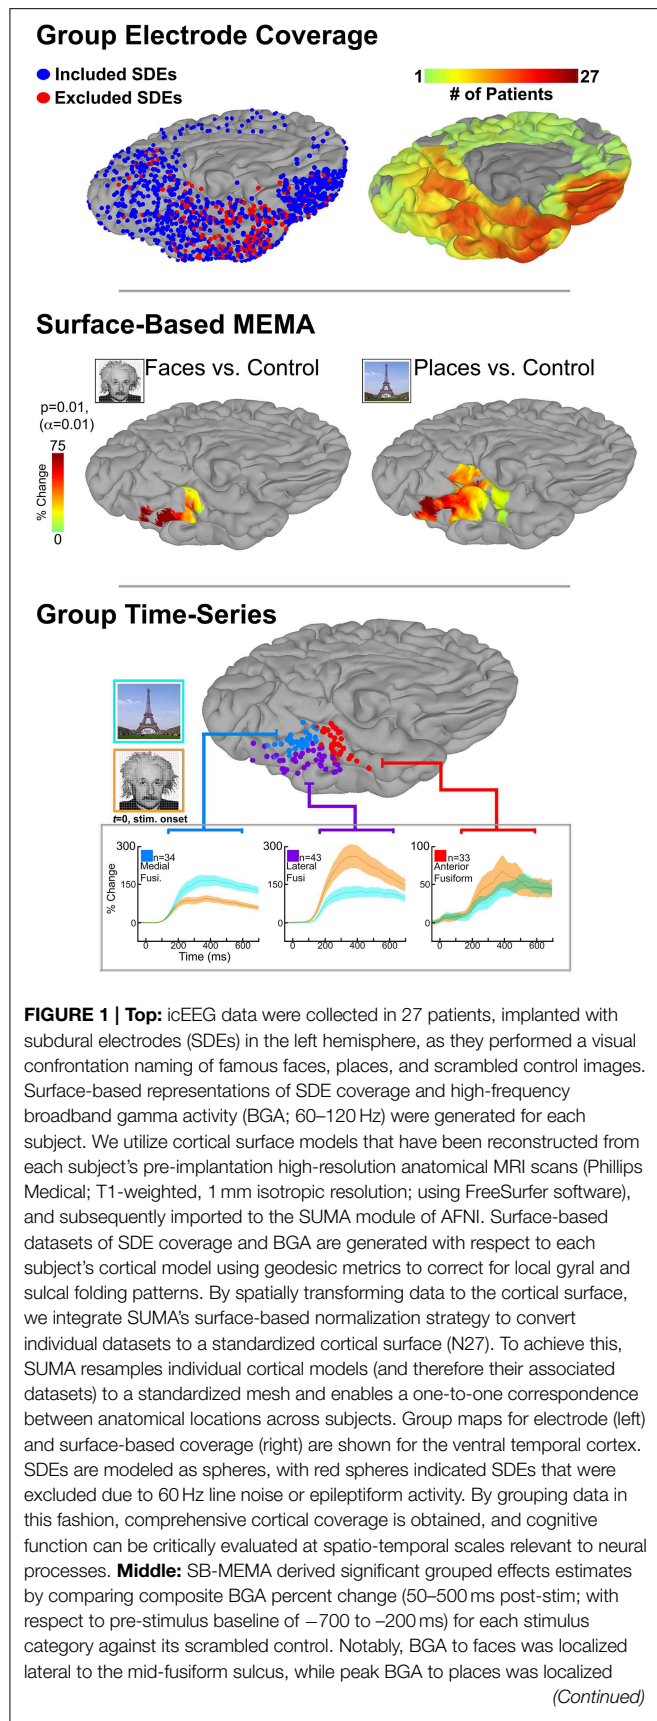 Group Electrode Coverage
Included SDEs
Excluded SDEs
1 27
# of Patients
Surface-Based MEMA
Faces vs. Control
Places vs. Control
p=0.01,
(α=0.01)
75
% Change
0
Group Time-Series
t=0, stim. onset
300
150
0
% Change
n=34
Medial
Fusi.
0 200 400 600
Time (ms)
300
150
0
n=43
Lateral
Fusi
0 200 400 600
100
50
0
n=33
Anterior
Fusiform
0 200 400 600
FIGURE 1 | Top: icEEG data were collected in 27 patients, implanted with
subdural electrodes (SDEs) in the left hemisphere, as they performed a visual
confrontation naming of famous faces, places, and scrambled control images.
Surface-based representations of SDE coverage and high-frequency
broadband gamma activity (BGA; 60–120 Hz) were generated for each
subject. We utilize cortical surface models that have been reconstructed from
each subject's pre-implantation high-resolution anatomical MRI scans (Phillips
Medical; T1-weighted, 1 mm isotropic resolution; using FreeSurfer software),
and subsequently imported to the SUMA module of AFNI. Surface-based
datasets of SDE coverage and BGA are generated with respect to each
subject's cortical model using geodesic metrics to correct for local gyral and
sulcal folding patterns. By spatially transforming data to the cortical surface,
we integrate SUMA's surface-based normalization strategy to convert
individual datasets to a standardized cortical surface (N27). To achieve this,
SUMA resamples individual cortical models (and therefore their associated
datasets) to a standardized mesh and enables a one-to-one correspondence
between anatomical locations across subjects. Group maps for electrode (left)
and surface-based coverage (right) are shown for the ventral temporal cortex.
SDEs are modeled as spheres, with red spheres indicated SDEs that were
excluded due to 60 Hz line noise or epileptiform activity. By grouping data in
this fashion, comprehensive cortical coverage is obtained, and cognitive
function can be critically evaluated at spatio-temporal scales relevant to neural
processes. Middle: SB-MEMA derived significant grouped effects estimates
by comparing composite BGA percent change (50–500 ms post-stim; with
respect to pre-stimulus baseline of −700 to –200 ms) for each stimulus
category against its scrambled control. Notably, BGA to faces was localized
lateral to the mid-fusiform sulcus, while peak BGA to places was localized
(Continued)